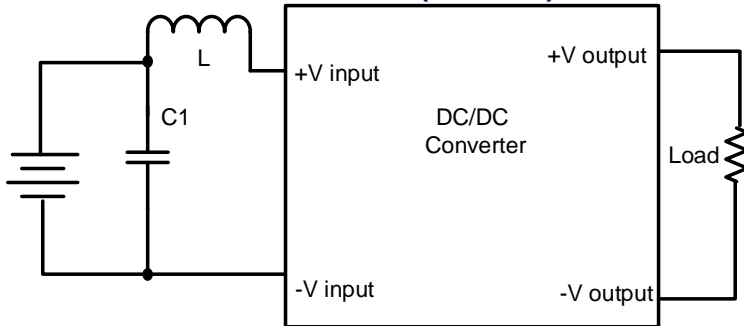 L
+V input
+V output
C1
DC/DC
Converter
Load
-V input
-V output